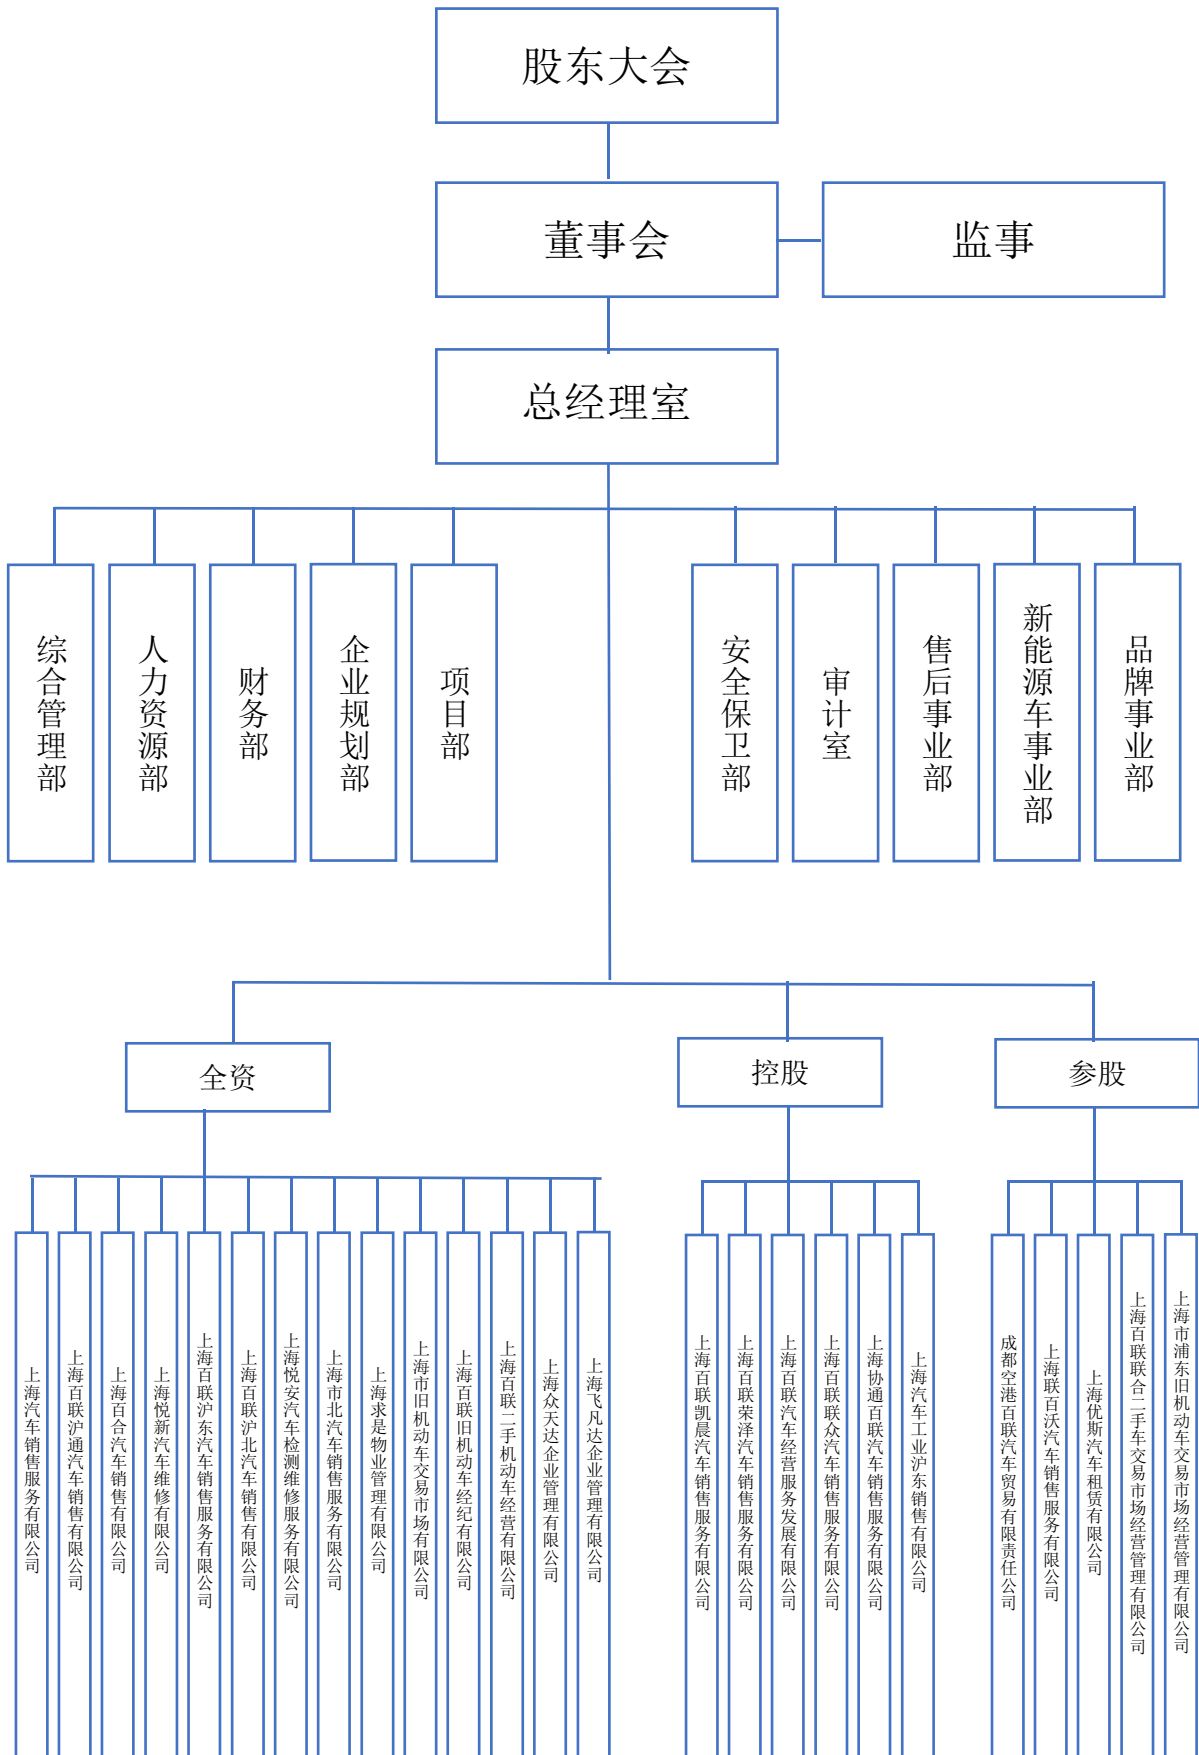 股东大会
董事会
监事
总经理室
综合管理部
人力资源部
财务部
企业规划部
项目部
安全保卫部
审计室
售后事业部
新能源车事业部
品牌事业部
全资
控股
参股
上海汽车销售服务有限公司
上海百联沪通汽车销售有限公司
上海百合汽车销售有限公司
上海悦新汽车维修有限公司
上海百联沪东汽车销售服务有限公司
上海百联沪北汽车销售有限公司
上海悦安汽车检测维修服务有限公司
上海市北汽车销售服务有限公司
上海求是物业管理有限公司
上海市旧机动车交易市场有限公司
上海百联旧机动车经纪有限公司
上海百联二手机动车经营有限公司
上海众天达企业管理有限公司
上海飞凡达企业管理有限公司
上海百联凯晨汽车销售服务有限公司
上海百联荣泽汽车销售服务有限公司
上海百联汽车经营服务发展有限公司
上海百联联众汽车销售服务有限公司
上海协通百联汽车销售服务有限公司
上海汽车工业沪东销售有限公司
成都空港百联汽车贸易有限责任公司
上海联百沃汽车销售服务有限公司
上海优斯汽车租赁有限公司
上海百联联合二手车交易市场经营管理有限公司
上海市浦东旧机动车交易市场经营管理有限公司